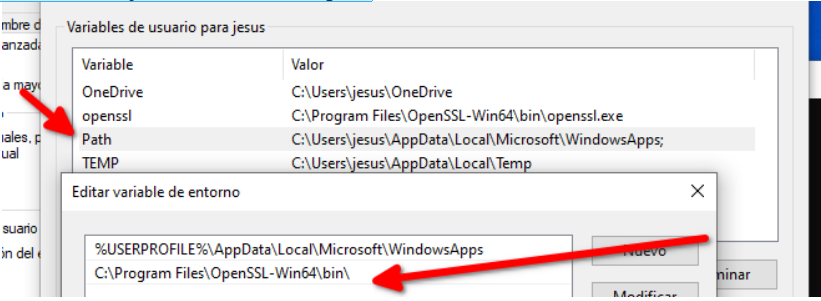 mbre d
anzada
Variables de usuario para jesus
Variable Valor
a mayo
OneDrive C:\Users\jesus\OneDrive
openssl C:\Program Files\OpenSSL-Win64\bin\openssl.exe
iales, p
Path C:\Users\jesus\AppData\Local\Microsoft\WindowsApps;
ual
TEMP C:\Users\jesus\AppData\Local\Temp
Editar variable de entorno
suario
ón del e
%USERPROFILE%\AppData\Local\Microsoft\WindowsApps
Nuevo
C:\Program Files\OpenSSL-Win64\bin\
minar
Modificar